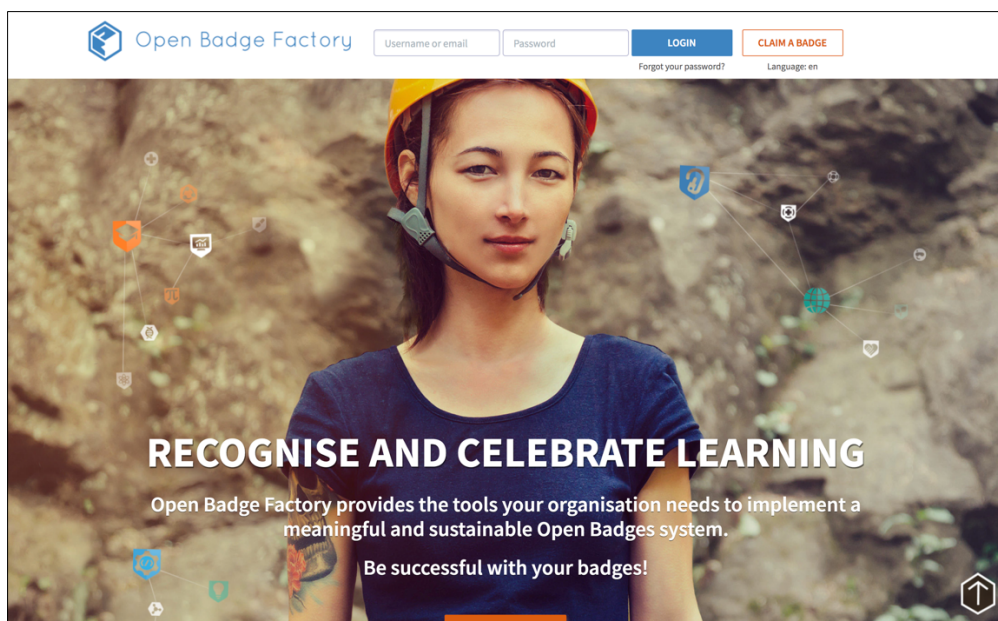 Open Badge Factory
Username or email
Password
LOGIN
CLAIM A BADGE
Forgot your password?
Language: en
RECOGNISE AND CELEBRATE LEARNING
Open Badge Factory provides the tools your organisation needs to implement a
meaningful and sustainable Open Badges system.
Be successful with your badges!